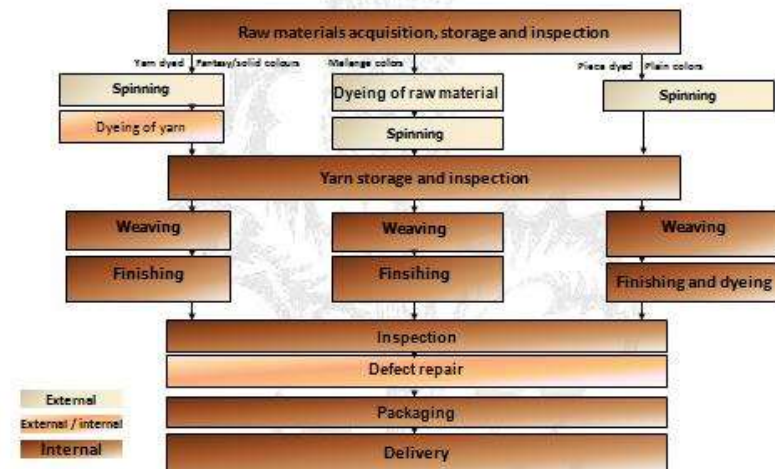 Raw materials acquisition, storage and inspection
Yarn dyed Fantasy/solid colours
Melange colors
Piece dyed Plain colors
Spinning
Dyeing of raw material
Spinning
Dyeing of yarn
Spinning
Yarn storage and inspection
Weaving
Weaving
Weaving
Finishing
Finsihing
Finishing and dyeing
Inspection
Defect repair
External
External / internal
Packaging
Internal
Delivery